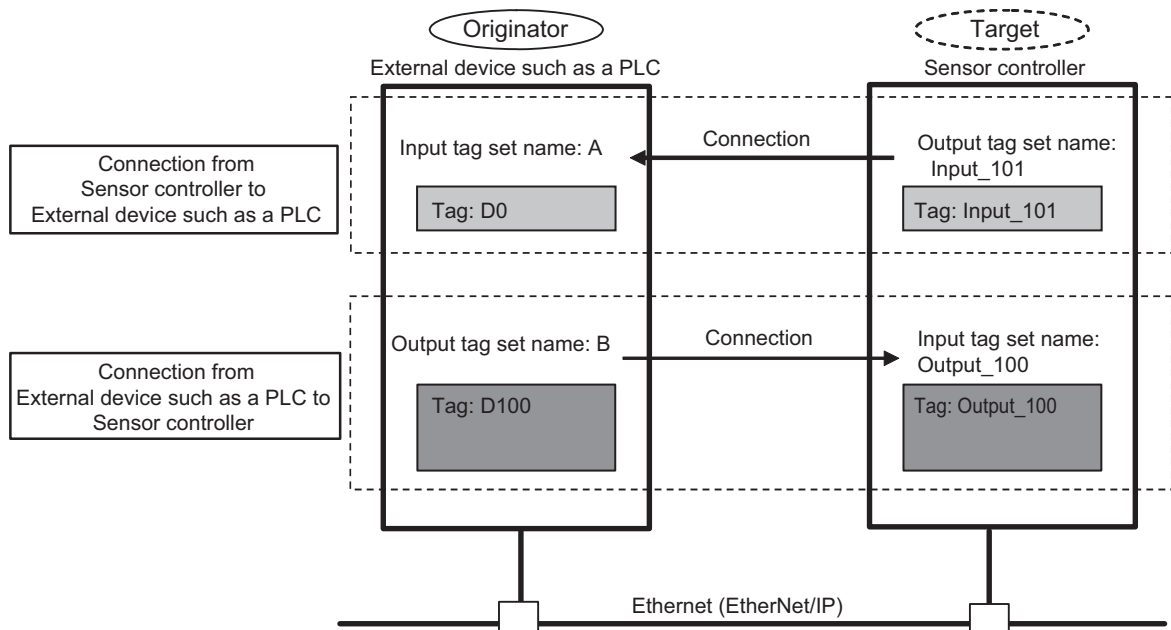 Originator
Target
External device such as a PLC
Sensor controller
Connection from
Sensor controller to
External device such as a PLC
Input tag set name: A
Tag: D0
Connection
Output tag set name:
Input_101
Tag: Input_101
Connection from
External device such as a PLC to
Sensor controller
Output tag set name: B
Tag: D100
Connection
Input tag set name:
Output_100
Tag: Output_100
Ethernet (EtherNet/IP)